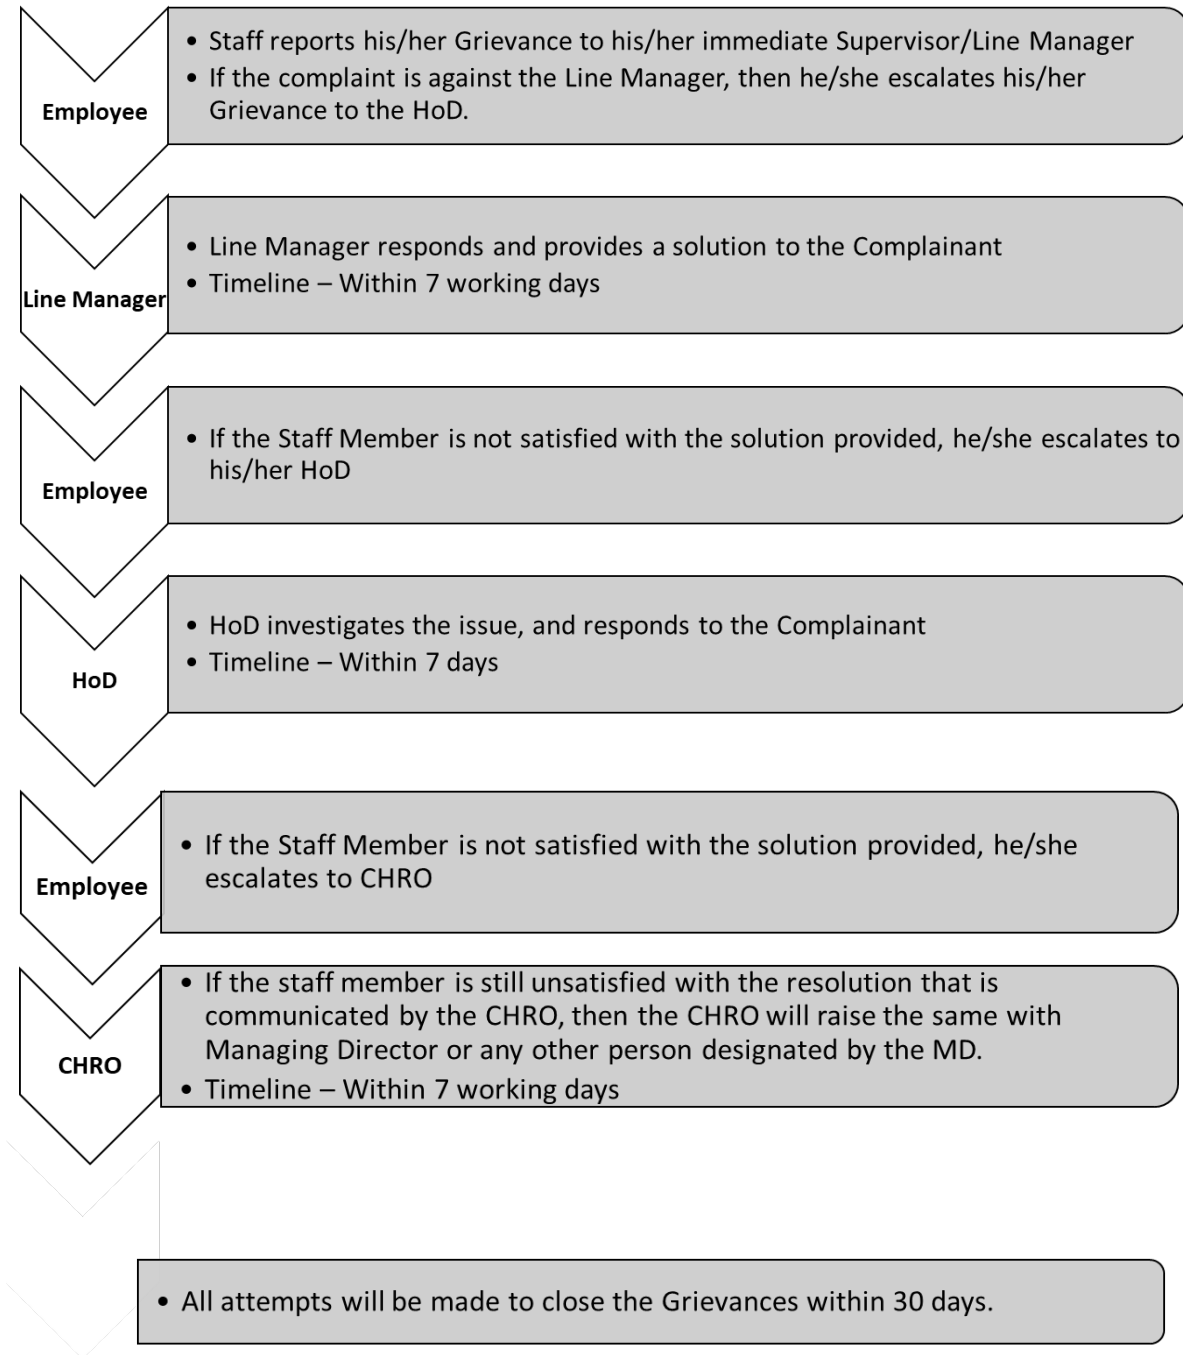 Employee
• Staff reports his/her Grievance to his/her immediate Supervisor/Line Manager
• If the complaint is against the Line Manager, then he/she escalates his/her
Grievance to the HoD.
Line Manager
• Line Manager responds and provides a solution to the Complainant
• Timeline – Within 7 working days
Employee
• If the Staff Member is not satisfied with the solution provided, he/she escalates to
his/her HoD
HoD
• HoD investigates the issue, and responds to the Complainant
• Timeline – Within 7 days
Employee
• If the Staff Member is not satisfied with the solution provided, he/she
escalates to CHRO
CHRO
• If the staff member is still unsatisfied with the resolution that is
communicated by the CHRO, then the CHRO will raise the same with
Managing Director or any other person designated by the MD.
• Timeline – Within 7 working days
• All attempts will be made to close the Grievances within 30 days.